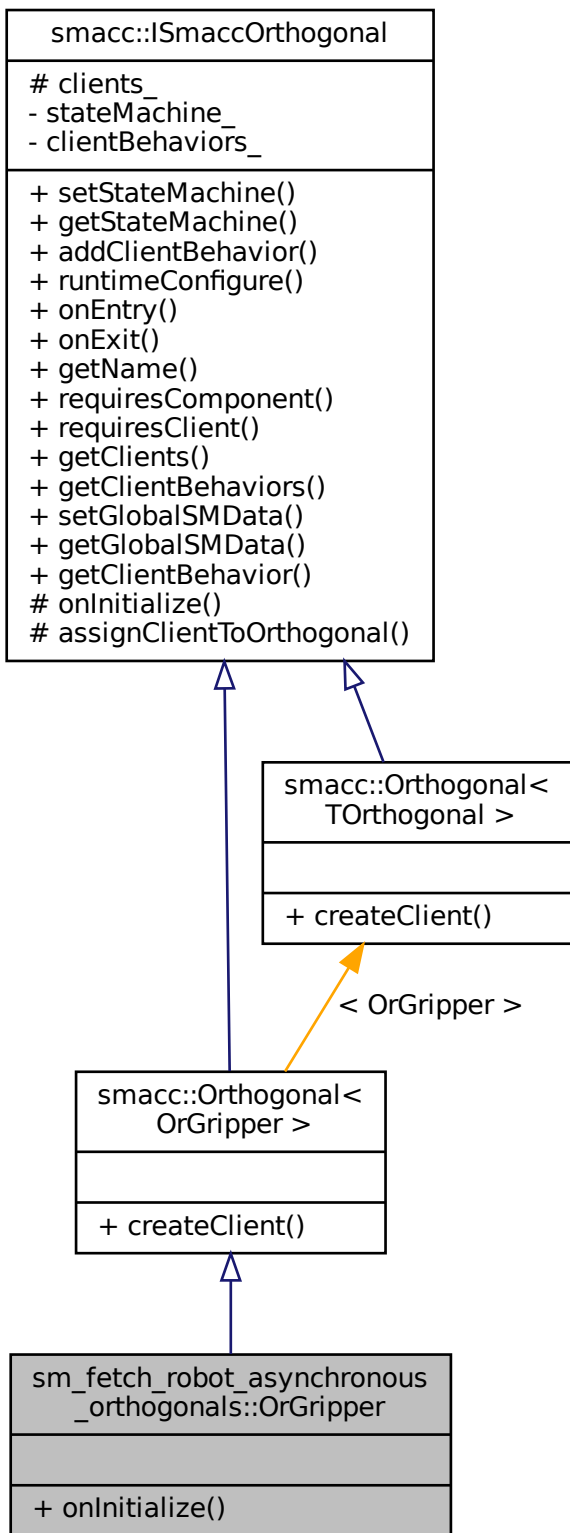 smacc::ISmaccOrthogonal
# clients_
- stateMachine_
- clientBehaviors_
+ setStateMachine()
+ getStateMachine()
+ addClientBehavior()
+ runtimeConfigure()
+ onEntry()
+ onExit()
+ getName()
+ requiresComponent()
+ requiresClient()
+ getClients()
+ getClientBehaviors()
+ setGlobalSMData()
+ getGlobalSMData()
+ getClientBehavior()
# onInitialize()
# assignClientToOrthogonal()
smacc::Orthogonal<
TOrthogonal >
+ createClient()
< OrGripper >
smacc::Orthogonal<
OrGripper >
+ createClient()
sm_fetch_robot_asynchronous
_orthogonals::OrGripper
+ onInitialize()